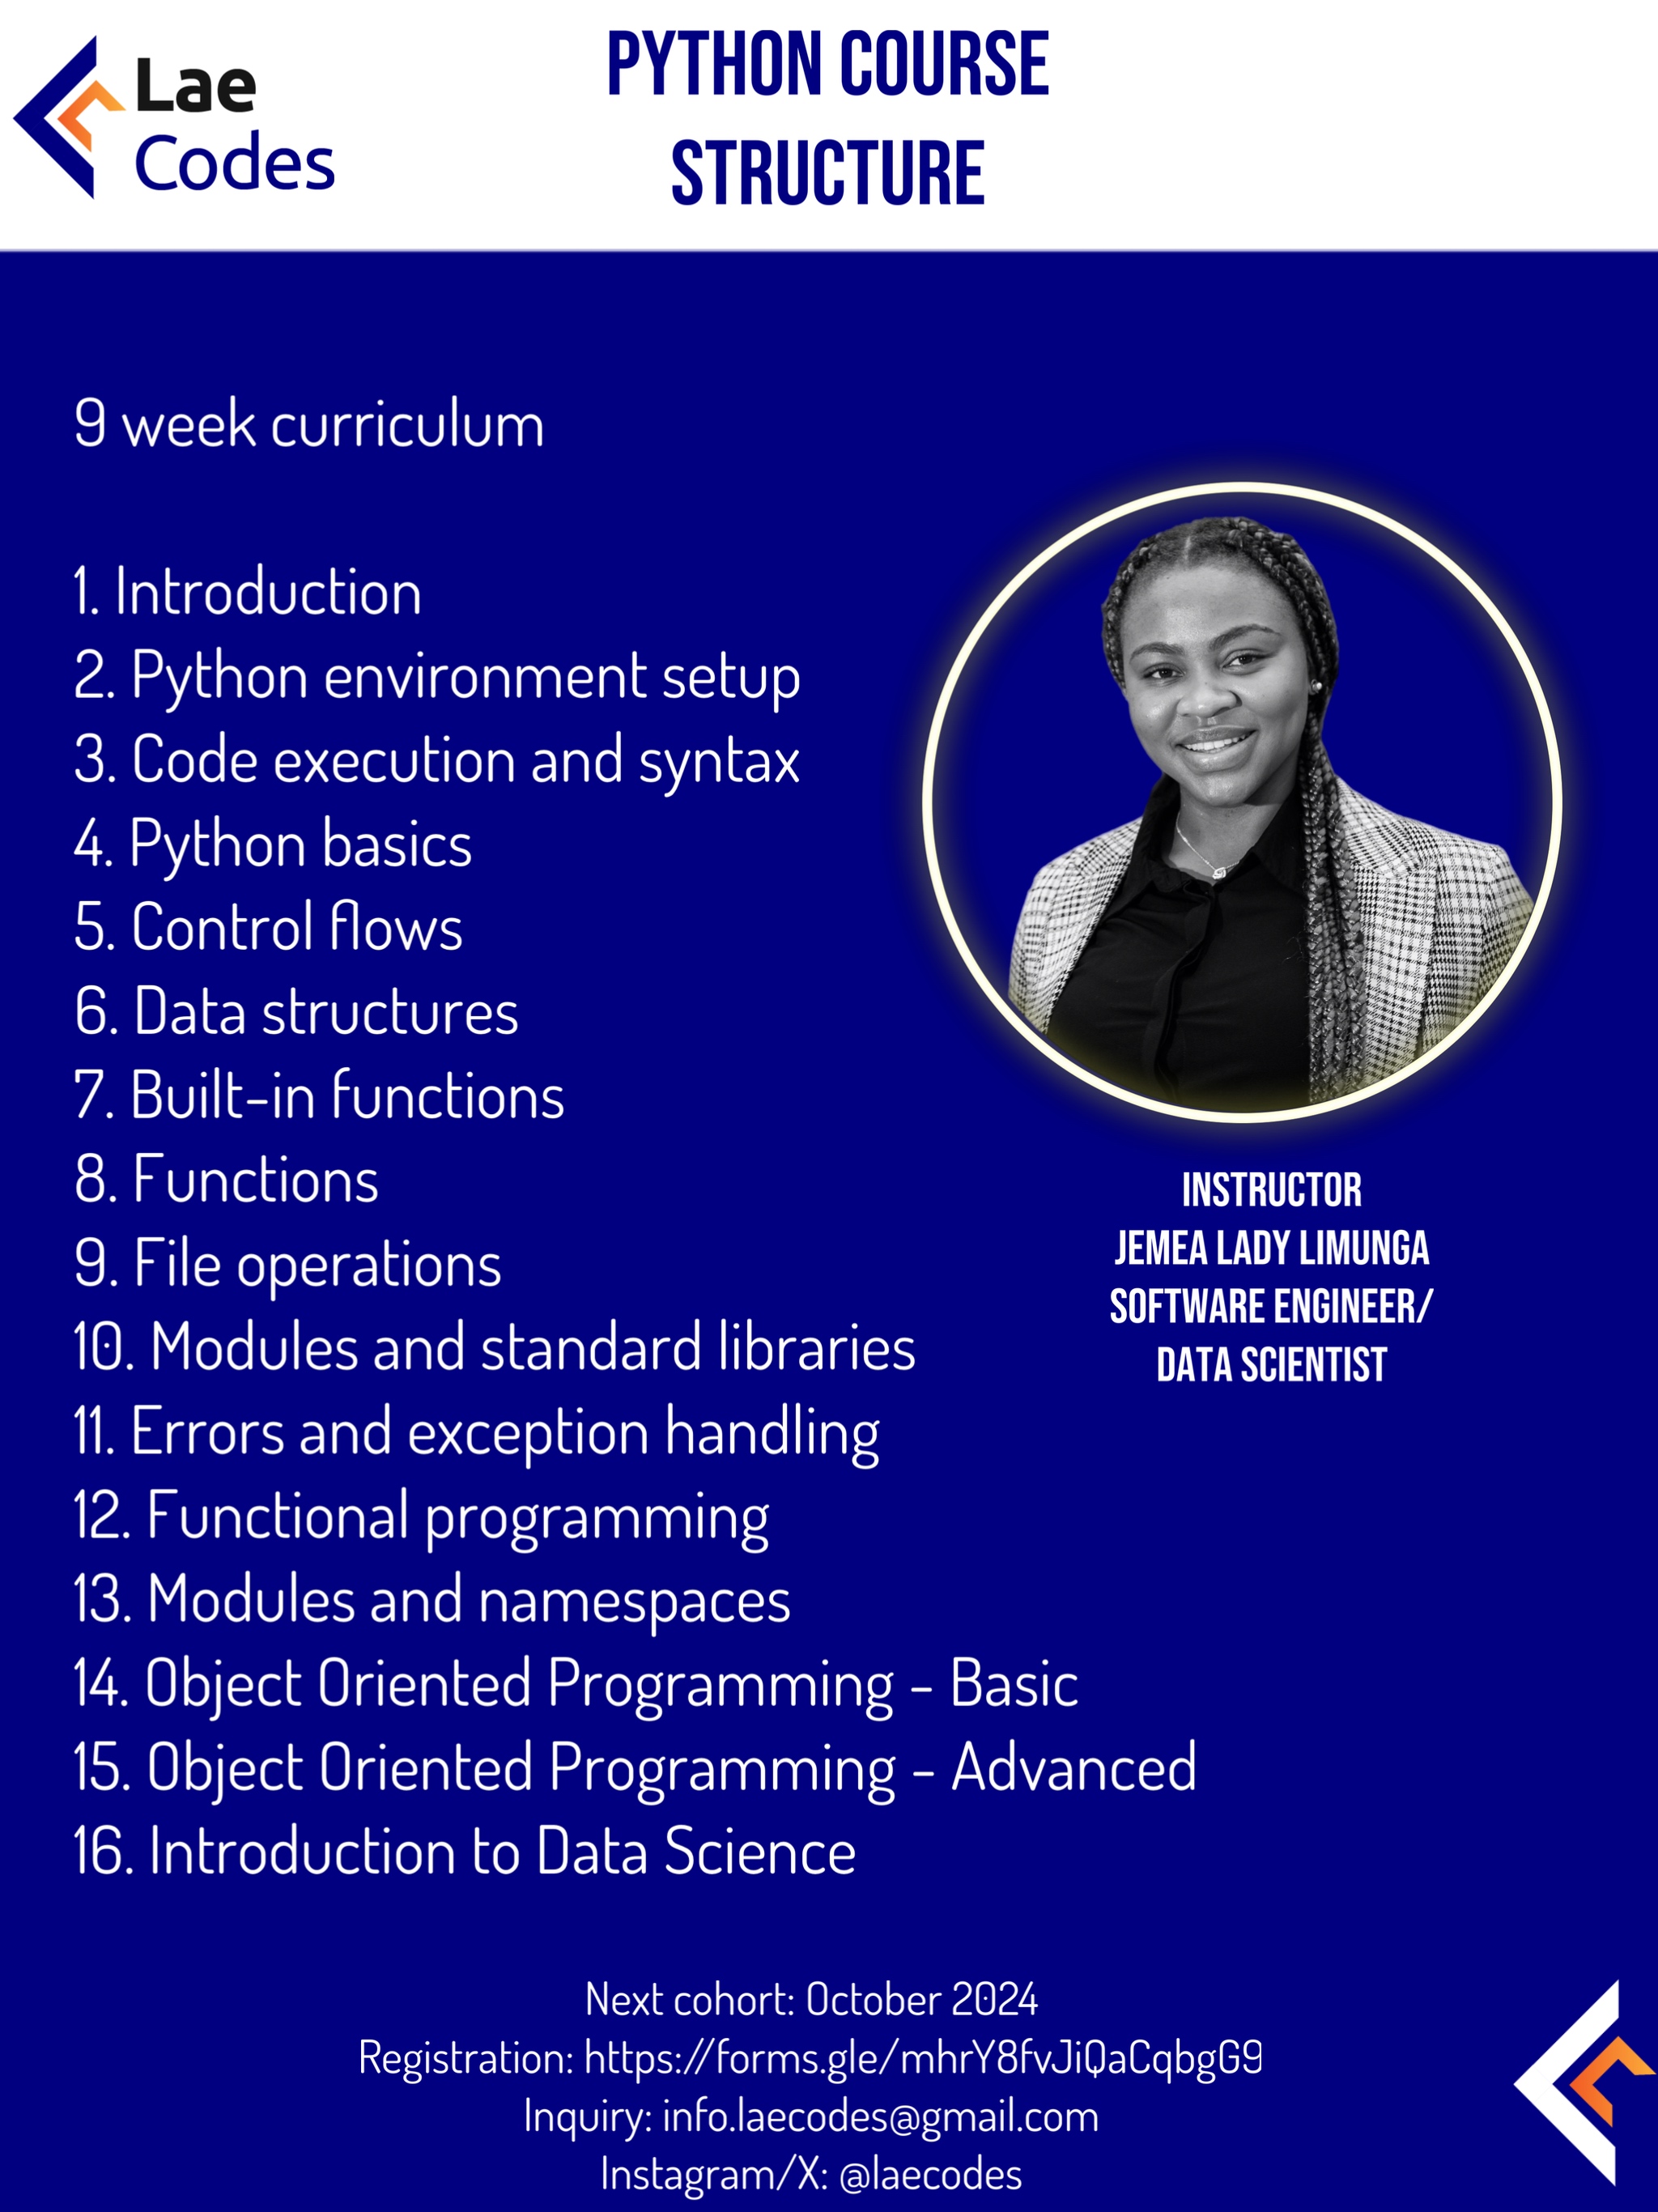 Lae
Codes
PYTHON COURSE
STRUCTURE
9 week curriculum
1. Introduction
2. Python environment setup
3. Code execution and syntax
4. Python basics
5. Control flows
6. Data structures
7. Built-in functions
8. Functions
9. File operations
10. Modules and standard libraries
11. Errors and exception handling
12. Functional programming
13. Modules and namespaces
14. Object Oriented Programming - Basic
15. Object Oriented Programming - Advanced
16. Introduction to Data Science
INSTRUCTOR
JEMEA LADY LIMUNGA
SOFTWARE ENGINEER/
DATA SCIENTIST
Next cohort: October 2024
Registration: https://forms.gle/mhrY8fvJiQaCqbgG9
Inquiry: info.laecodes@gmail.com
Instagram/X: @laecodes